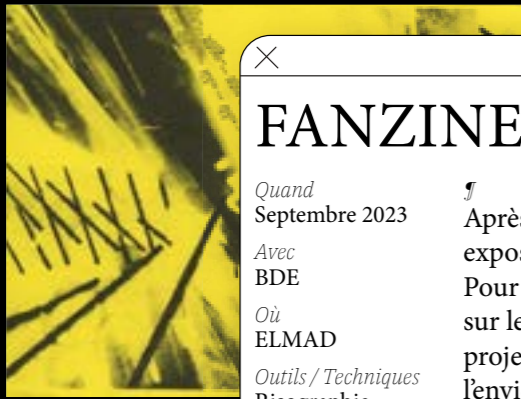 FANZINE
Quand
Septembre 2023
Avec
BDE
Où
ELMAD
Outils / Techniques
¶
Après
expos
Pour
sur le
proje
l’envi